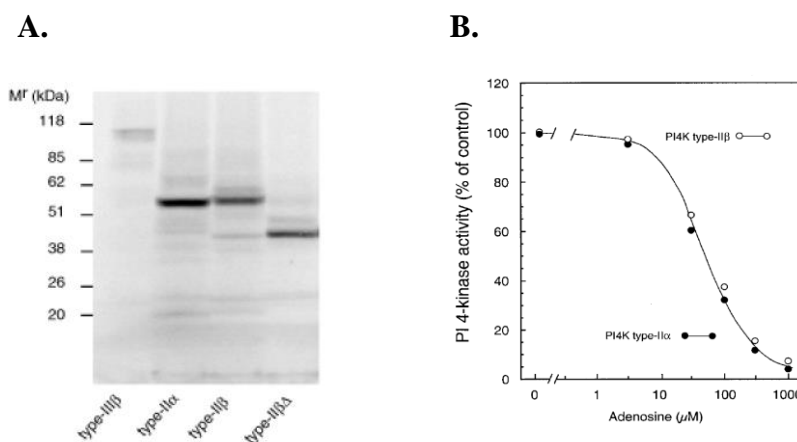 A.
Mr (kDa)
118
85
62
51
38
26
20
type-IIIβ
type-IIα
type-IIβ
type-IIβΔ
B.
PI 4-kinase activity (% of control)
120
100
80
60
40
20
0
PI4K type-IIβ
PI4K type-IIα
0 1 10 100 1000
Adenosine (μM)